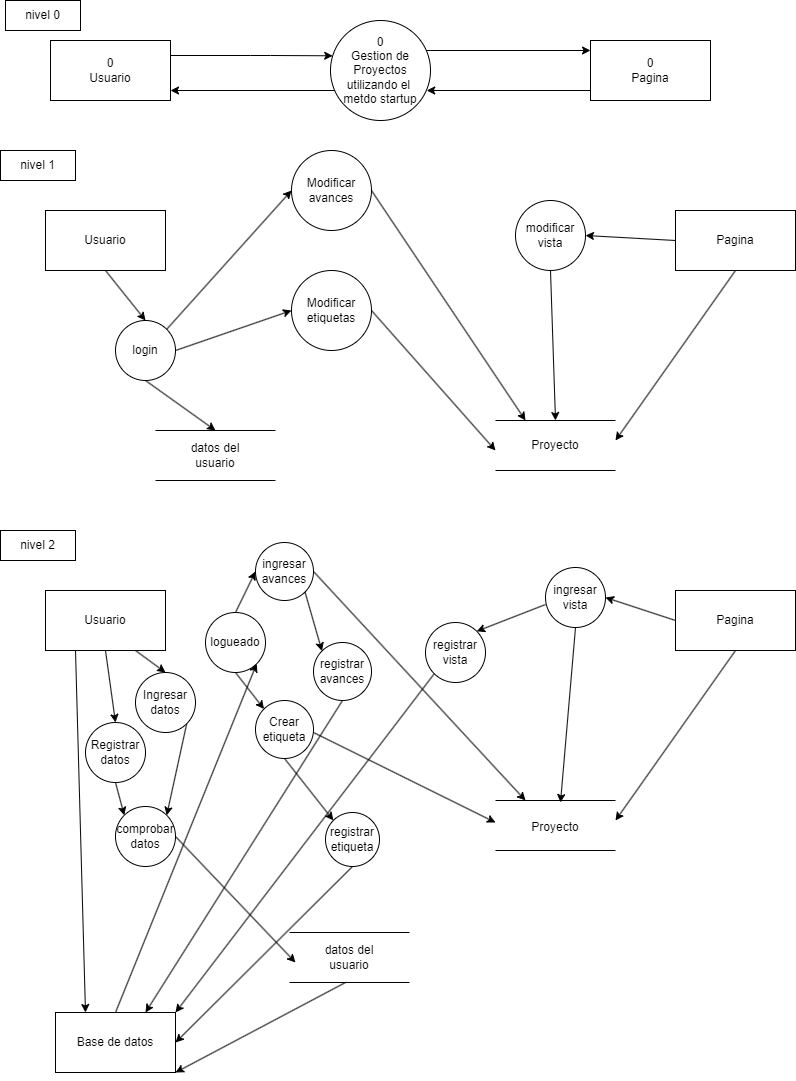 nivel 0
0
Usuario
0
Gestion de
Proyectos
utilizando el
metdo startup
0
Pagina
nivel 1
Usuario
Modificar
avances
modificar
vista
Pagina
Modificar
etiquetas
login
datos del
usuario
Proyecto
nivel 2
Usuario
ingresar
avances
ingresar
vista
Pagina
logueado
registrar
avances
registrar
vista
Ingresar
datos
Registrar
datos
Crear
etiqueta
comprobar
datos
registrar
etiqueta
Proyecto
datos del
usuario
Base de datos